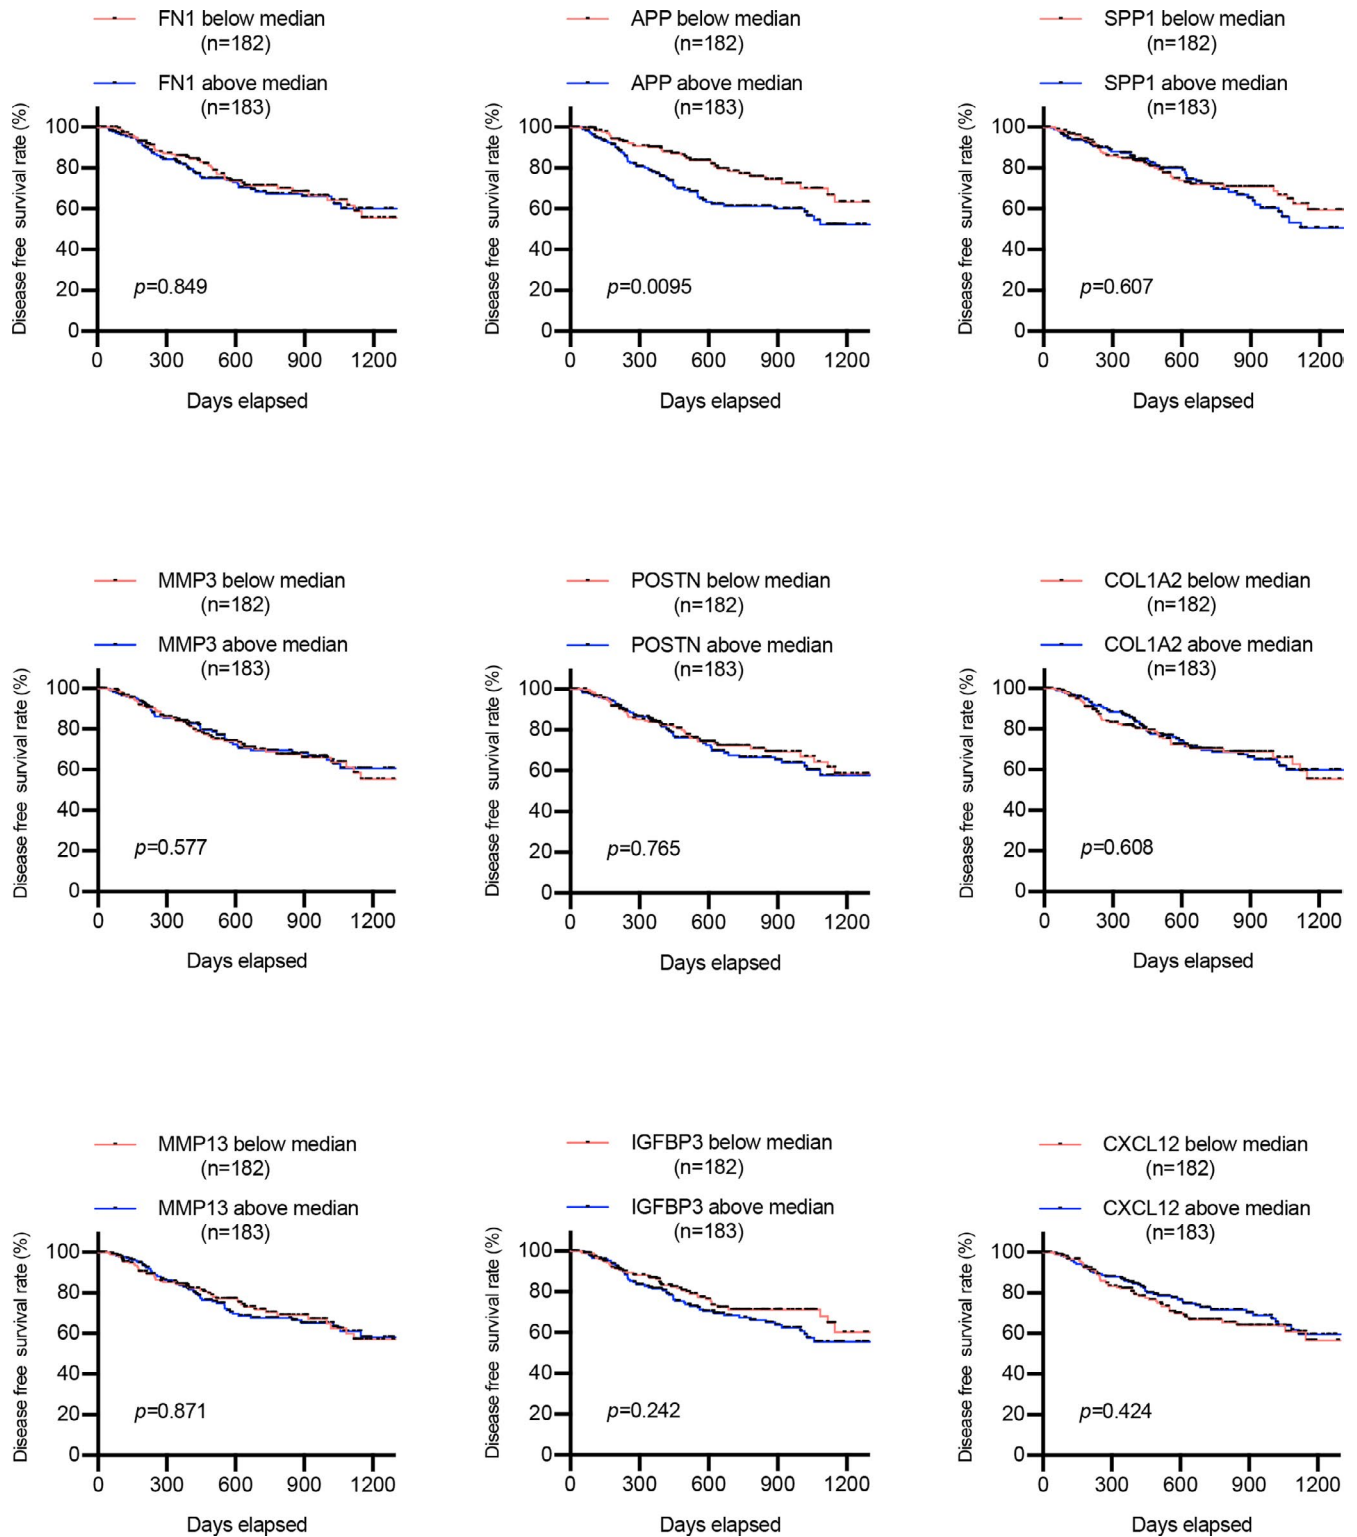 FN1 below median
(n=182)
FN1 above median
(n=183)
Disease free survival rate (%)
100
80
60
40
20
0
p=0.849
0 300 600 900 1200
Days elapsed
APP below median
(n=182)
APP above median
(n=183)
Disease free survival rate (%)
100
80
60
40
20
0
p=0.0095
0 300 600 900 1200
Days elapsed
SPP1 below median
(n=182)
SPP1 above median
(n=183)
Disease free survival rate (%)
100
80
60
40
20
0
p=0.607
0 300 600 900 1200
Days elapsed
MMP3 below median
(n=182)
MMP3 above median
(n=183)
Disease free survival rate (%)
100
80
60
40
20
0
p=0.577
0 300 600 900 1200
Days elapsed
POSTN below median
(n=182)
POSTN above median
(n=183)
Disease free survival rate (%)
100
80
60
40
20
0
p=0.765
0 300 600 900 1200
Days elapsed
COL1A2 below median
(n=182)
COL1A2 above median
(n=183)
Disease free survival rate (%)
100
80
60
40
20
0
p=0.608
0 300 600 900 1200
Days elapsed
MMP13 below median
(n=182)
MMP13 above median
(n=183)
Disease free survival rate (%)
100
80
60
40
20
0
p=0.871
0 300 600 900 1200
Days elapsed
IGFBP3 below median
(n=182)
IGFBP3 above median
(n=183)
Disease free survival rate (%)
100
80
60
40
20
0
p=0.242
0 300 600 900 1200
Days elapsed
CXCL12 below median
(n=182)
CXCL12 above median
(n=183)
Disease free survival rate (%)
100
80
60
40
20
0
p=0.424
0 300 600 900 1200
Days elapsed